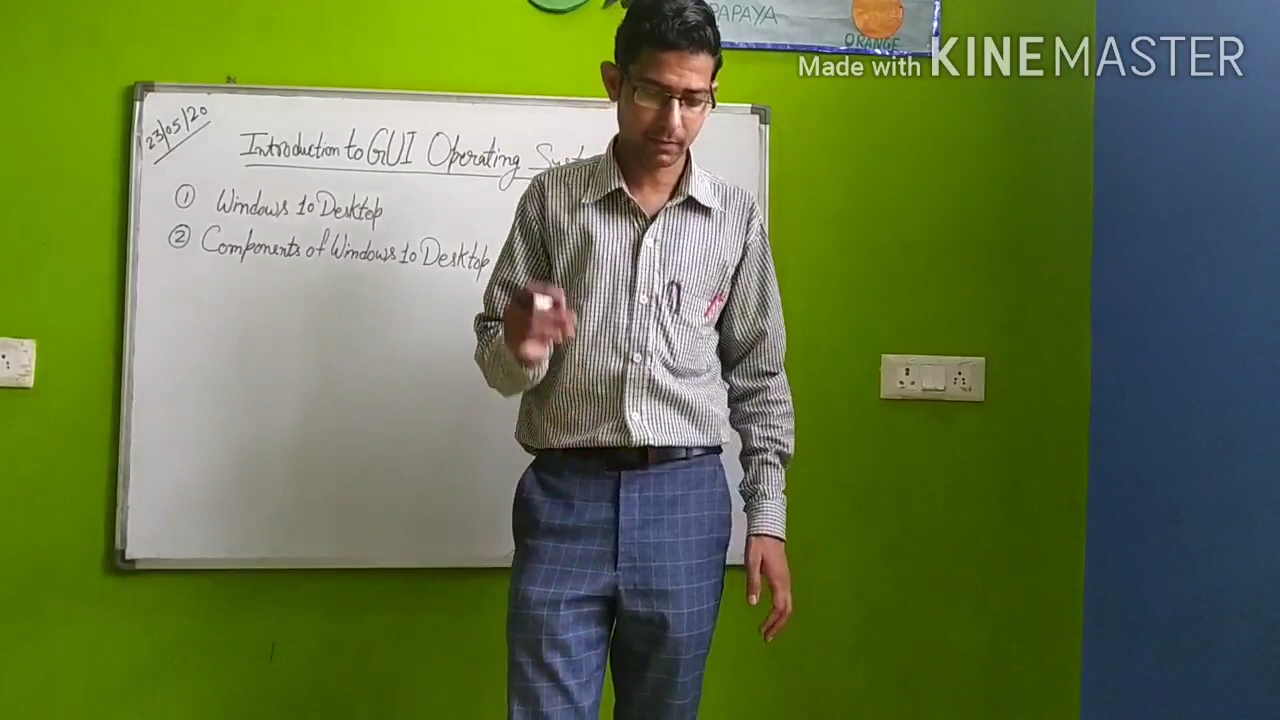 PAPAYA
ORANGE
Made with KINEMASTER
23/05/20
Introduction to GUI Operating
① Windows 10 Desktop
② Components of Windows 10 Desktop